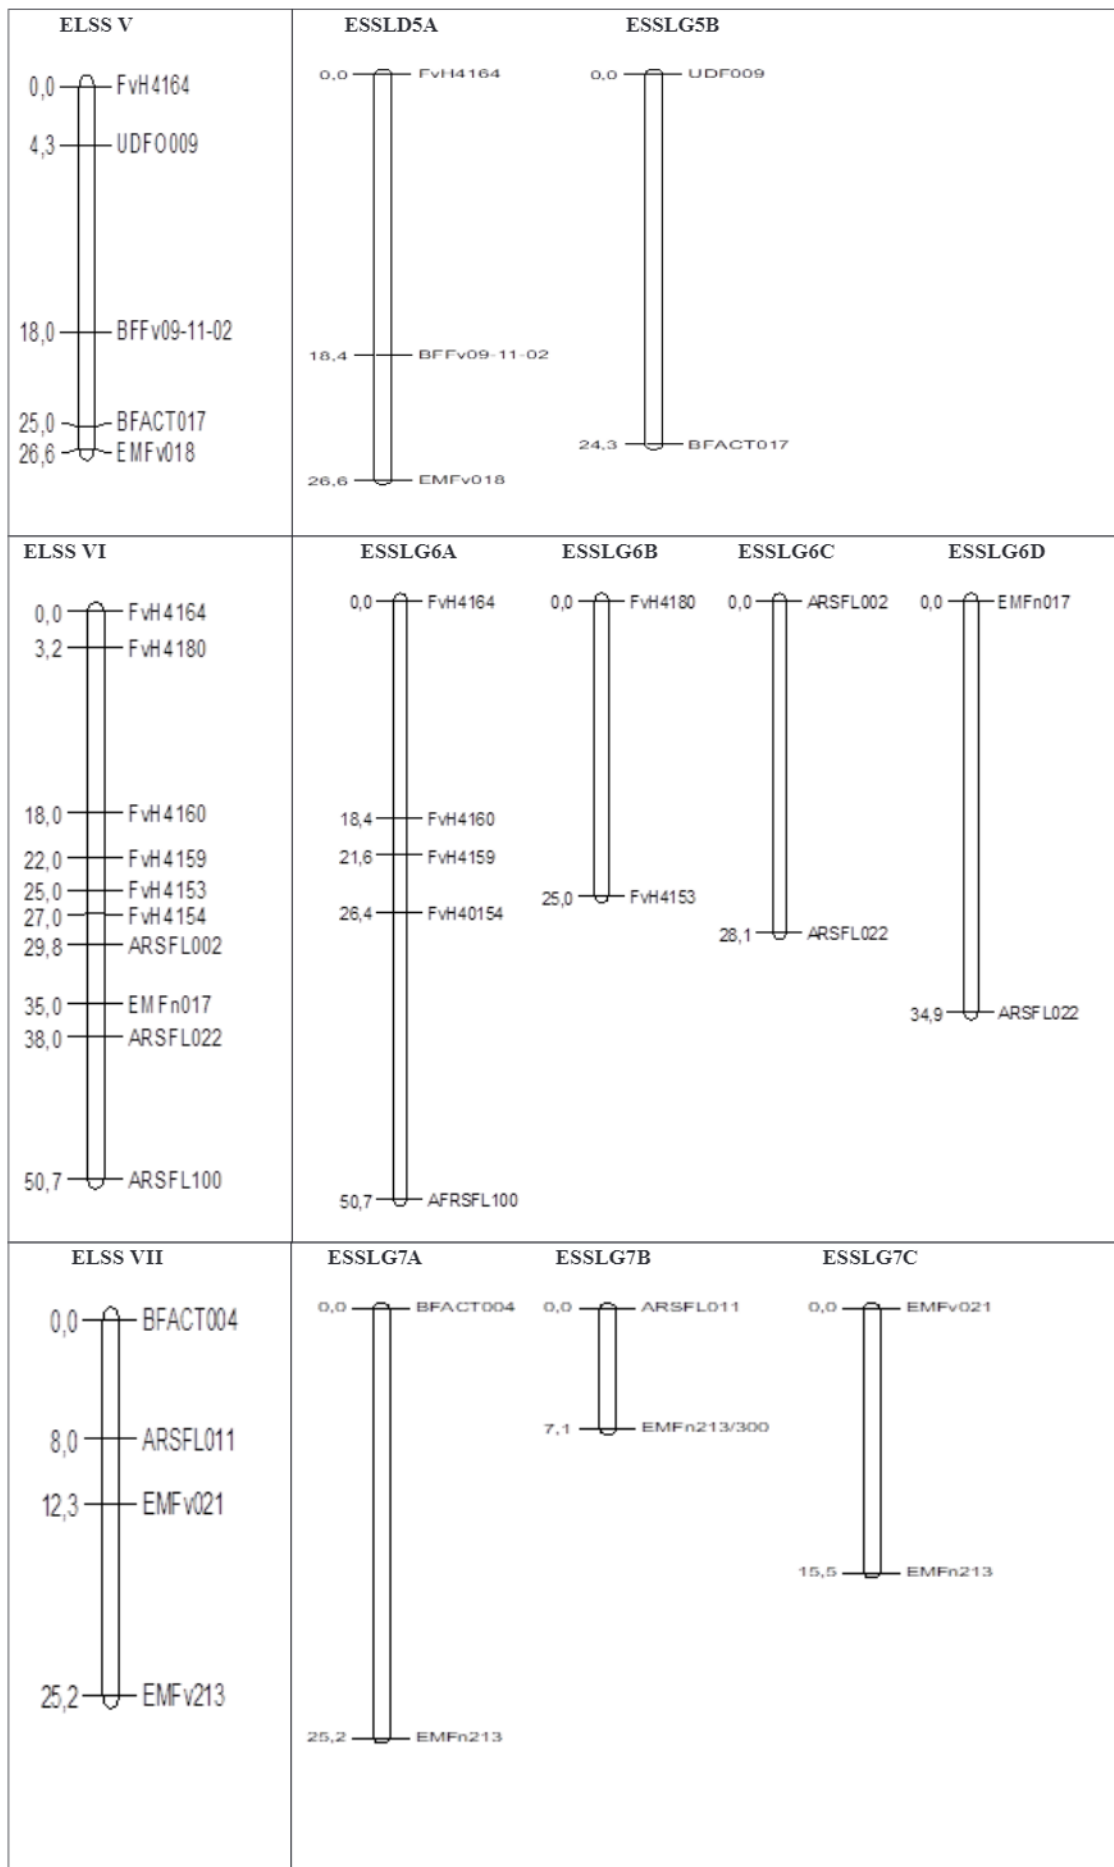 ELSS V
0,0 FvH4164
4,3 UDFO009
18,0 BFFv09-11-02
25,0 BFACT017
26,6 EMFv018
ESSLD5A
0,0 FvH4164
18,4 BFFv09-11-02
26,6 EMFv018
ESSLG5B
0,0 UDF009
24,3 BFACT017
ELSS VI
0,0 FvH4164
3,2 FvH4180
18,0 FvH4160
22,0 FvH4159
25,0 FvH4153
27,0 FvH4154
29,8 ARSFL002
35,0 EMFn017
38,0 ARSFL022
50,7 ARSFL100
ESSLG6A
0,0 FvH4164
18,4 FvH4160
21,6 FvH4159
26,4 FvH40154
50,7 AFRSFL100
ESSLG6B
0,0 FvH4180
25,0 FvH4153
ESSLG6C
0,0 ARSFL002
28,1 ARSFL022
ESSLG6D
0,0 EMFn017
34,9 ARSFL022
ELSS VII
0,0 BFACT004
8,0 ARSFL011
12,3 EMFv021
25,2 EMFv213
ESSLG7A
0,0 BFACT004
25,2 EMFn213
ESSLG7B
0,0 ARSFL011
7,1 EMFn213/300
ESSLG7C
0,0 EMFv021
15,5 EMFn213